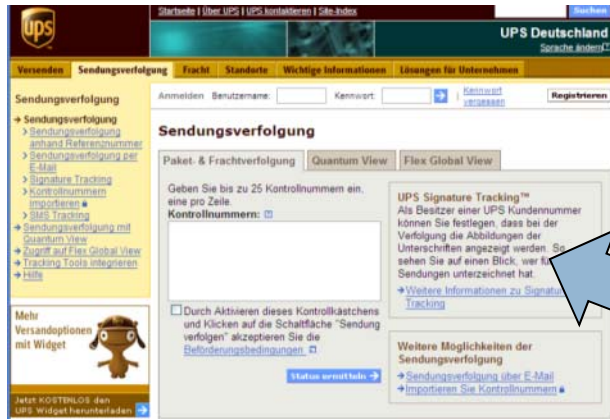 ups
Startseite | Über UPS | UPS kontaktieren | Site-Index
Suchen
UPS Deutschland
Sprache ändern
Versenden Sendungsverfolgung Fracht Standorte Wichtige Informationen Lösungen für Unternehmen
Anmelden Benutzername: Kennwort: Kennwort vergessen Registrieren
Sendungsverfolgung
Sendungsverfolgung
Sendungsverfolgung
anhand Referenznummer
Sendungsverfolgung per
E-Mail
Signature Tracking
Kontrollnummern
importieren
SMS Tracking
Sendungsverfolgung mit
Quantum View
Zugriff auf Flex Global View
Tracking Tools integrieren
Hilfe
Mehr
Versandoptionen
mit Widget
Jetzt KOSTENLOS den
UPS Widget herunterladen
Sendungsverfolgung
Paket- & Frachtverfolgung Quantum View Flex Global View
Geben Sie bis zu 25 Kontrollnummern ein,
eine pro Zeile.
Kontrollnummern:
Durch Aktivieren dieses Kontrollkästchens
und Klicken auf die Schaltfläche "Sendung
verfolgen" akzeptieren Sie die
Beförderungsbedingungen
Status ermitteln
UPS Signature Tracking™
Als Besitzer einer UPS Kundennummer
können Sie festlegen, dass bei der
Verfolgung die Abbildungen der
Unterschriften angezeigt werden. So
sehen Sie auf einen Blick, wer
Sendungen unterzeichnet hat.
Weitere Informationen zu Signature
Tracking
Weitere Möglichkeiten der
Sendungsverfolgung
Sendungsverfolgung über E-Mail
Importieren Sie Kontrollnummern